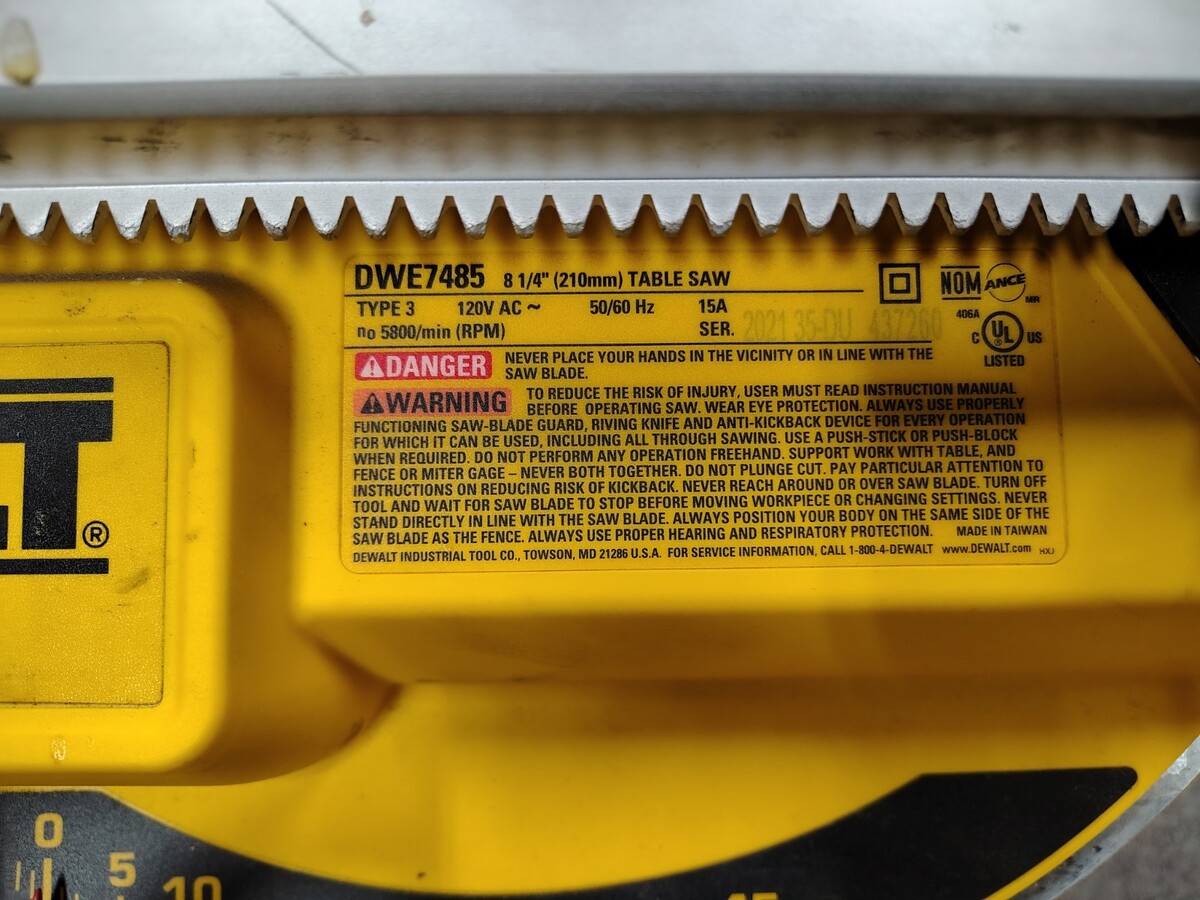 DWE7485 8 1/4" (210mm) TABLE SAW
TYPE 3 120V AC ~ 50/60 Hz 15A
no 5800/min (RPM) SER. 2021 35-DU 437260
NOM ANCE MR
406A
C UL US
LISTED
⚠DANGER NEVER PLACE YOUR HANDS IN THE VICINITY OR IN LINE WITH THE
SAW BLADE.
⚠WARNING TO REDUCE THE RISK OF INJURY, USER MUST READ INSTRUCTION MANUAL
BEFORE OPERATING SAW. WEAR EYE PROTECTION. ALWAYS USE PROPERLY
FUNCTIONING SAW-BLADE GUARD, RIVING KNIFE AND ANTI-KICKBACK DEVICE FOR EVERY OPERATION
FOR WHICH IT CAN BE USED, INCLUDING ALL THROUGH SAWING. USE A PUSH-STICK OR PUSH-BLOCK
WHEN REQUIRED. DO NOT PERFORM ANY OPERATION FREEHAND. SUPPORT WORK WITH TABLE, AND
FENCE OR MITER GAGE – NEVER BOTH TOGETHER. DO NOT PLUNGE CUT. PAY PARTICULAR ATTENTION TO
INSTRUCTIONS ON REDUCING RISK OF KICKBACK. NEVER REACH AROUND OR OVER SAW BLADE. TURN OFF
TOOL AND WAIT FOR SAW BLADE TO STOP BEFORE MOVING WORKPIECE OR CHANGING SETTINGS. NEVER
STAND DIRECTLY IN LINE WITH THE SAW BLADE. ALWAYS POSITION YOUR BODY ON THE SAME SIDE OF THE
SAW BLADE AS THE FENCE. ALWAYS USE PROPER HEARING AND RESPIRATORY PROTECTION. MADE IN TAIWAN
DEWALT INDUSTRIAL TOOL CO., TOWSON, MD 21286 U.S.A. FOR SERVICE INFORMATION, CALL 1-800-4-DEWALT www.DEWALT.com HXJ
LT®
0
5
10